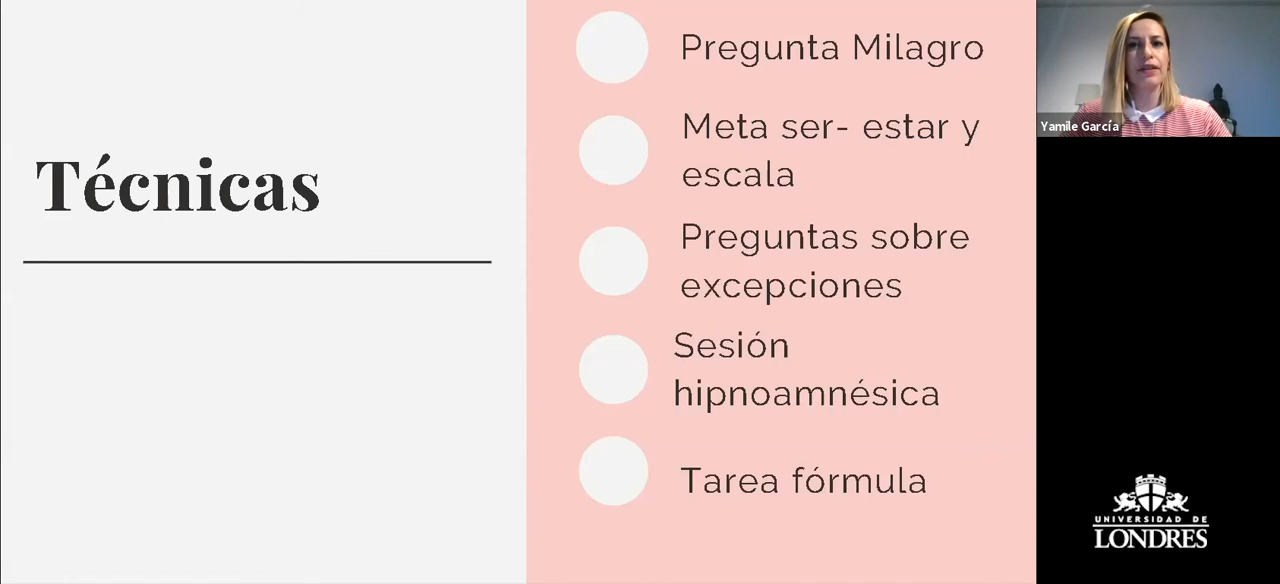 Técnicas
Pregunta Milagro
Meta ser- estar y
escala
Preguntas sobre
excepciones
Sesión
hipnoamnésica
Tarea fórmula
Yamile García
UNIVERSIDAD DE
LONDRES